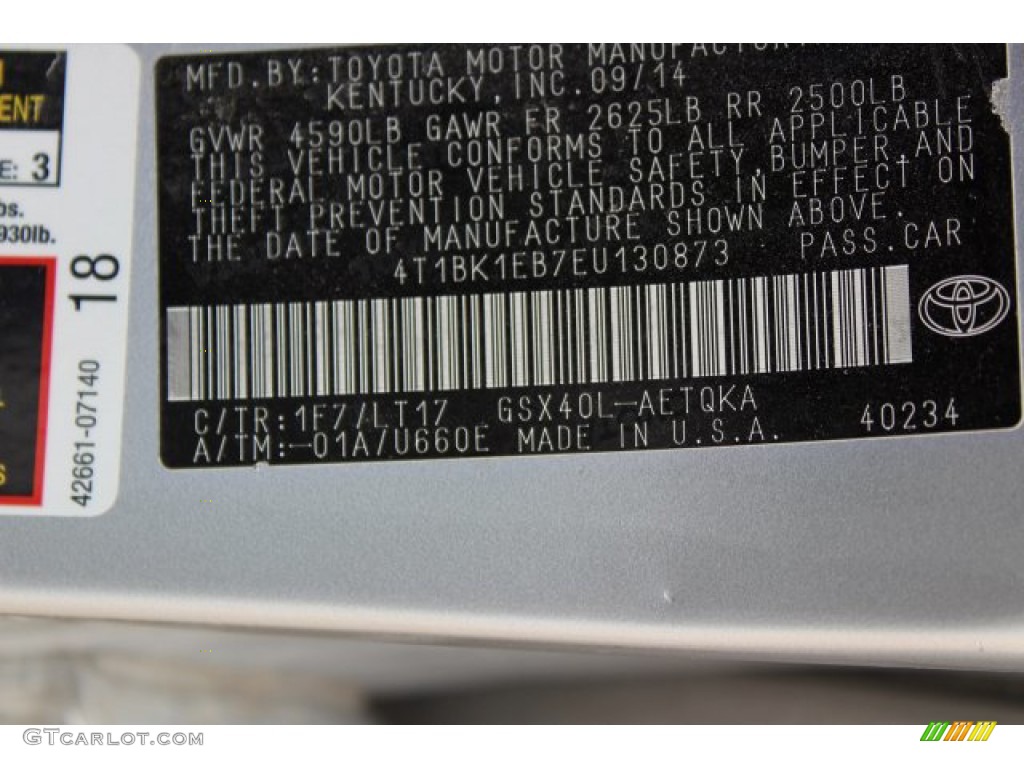 MFD. BY: TOYOTA MOTOR
KENTUCKY, INC. 09/14
GVWR 4590LB GAWR FR 2625LB RR 2500LB
THIS VEHICLE CONFORMS TO ALL APPLICABLE
FEDERAL MOTOR VEHICLE SAFETY, BUMPER, AND
THEFT PREVENTION STANDARDS IN EFFECT ON
THE DATE OF MANUFACTURE SHOWN ABOVE.
4T1BK1EB7EU130873 PASS. CAR
C/TR: 1F7/LT17 GSX40L-AETQKA
A/TM: -01A/U660E MADE IN U.S.A. 40234
3
930lb.
18
42661-07140
GTCARLOT.COM